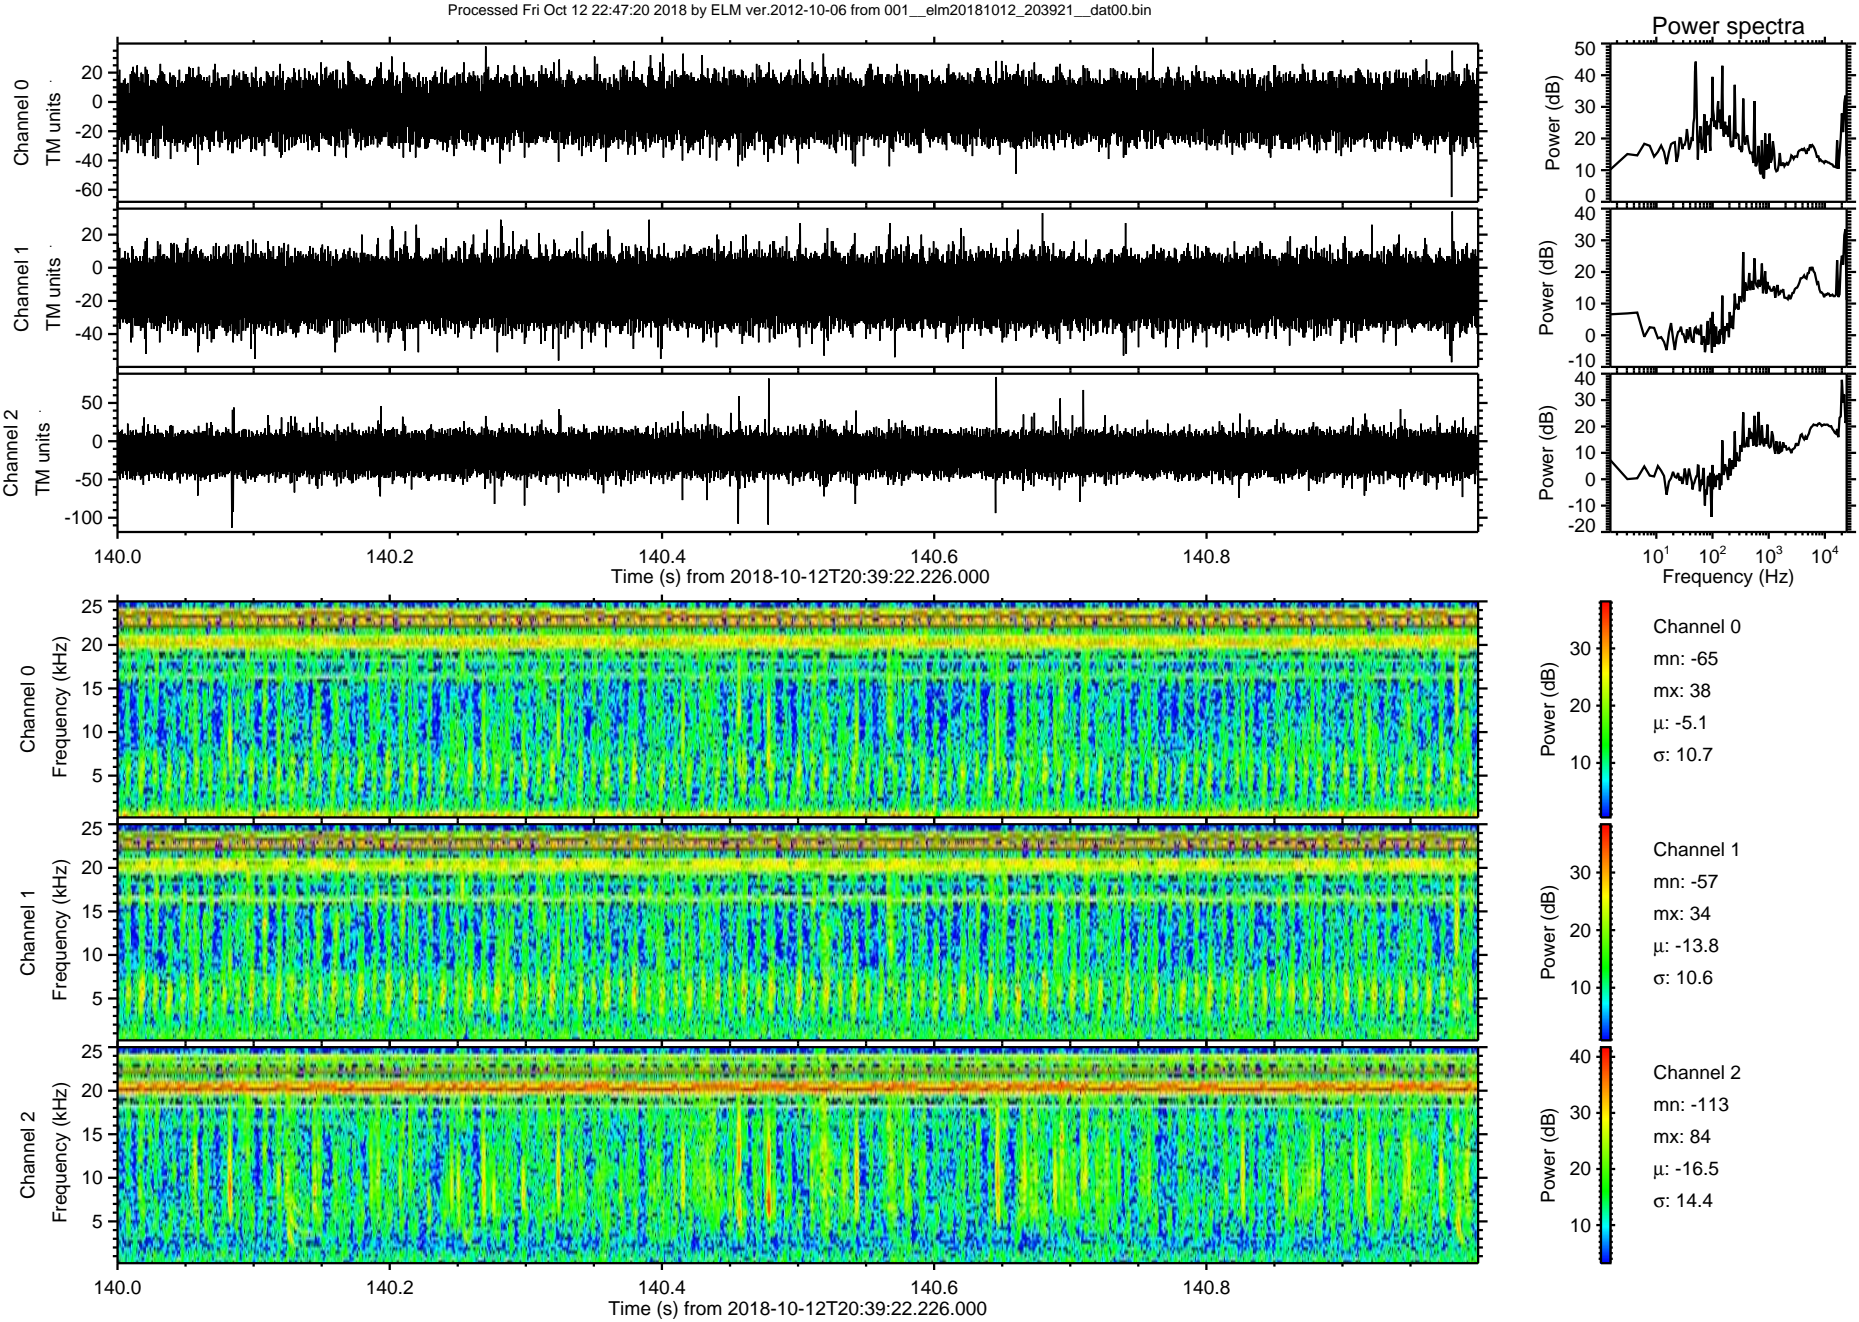 Processed Fri Oct 12 22:47:20 2018 by ELM ver.2012-10-06 from 001__elm20181012_203921__dat00.bin
Power spectra
Channel 0
TM units
20
0
-20
-40
-60
Power (dB)
50
40
30
20
10
0
Channel 1
TM units
20
0
-20
-40
Power (dB)
40
30
20
10
0
-10
Channel 2
TM units
50
0
-50
-100
Power (dB)
40
30
20
10
0
-10
-20
140.0 140.2 140.4 140.6 140.8
Time (s) from 2018-10-12T20:39:22.226.000
10¹ 10² 10³ 10⁴
Frequency (Hz)
Channel 0
Frequency (kHz)
25
20
15
10
5
Power (dB)
30
20
10
Channel 0
mn: -65
mx: 38
μ: -5.1
σ: 10.7
Channel 1
Frequency (kHz)
25
20
15
10
5
Power (dB)
30
20
10
Channel 1
mn: -57
mx: 34
μ: -13.8
σ: 10.6
Channel 2
Frequency (kHz)
25
20
15
10
5
Power (dB)
40
30
20
10
Channel 2
mn: -113
mx: 84
μ: -16.5
σ: 14.4
140.0 140.2 140.4 140.6 140.8
Time (s) from 2018-10-12T20:39:22.226.000